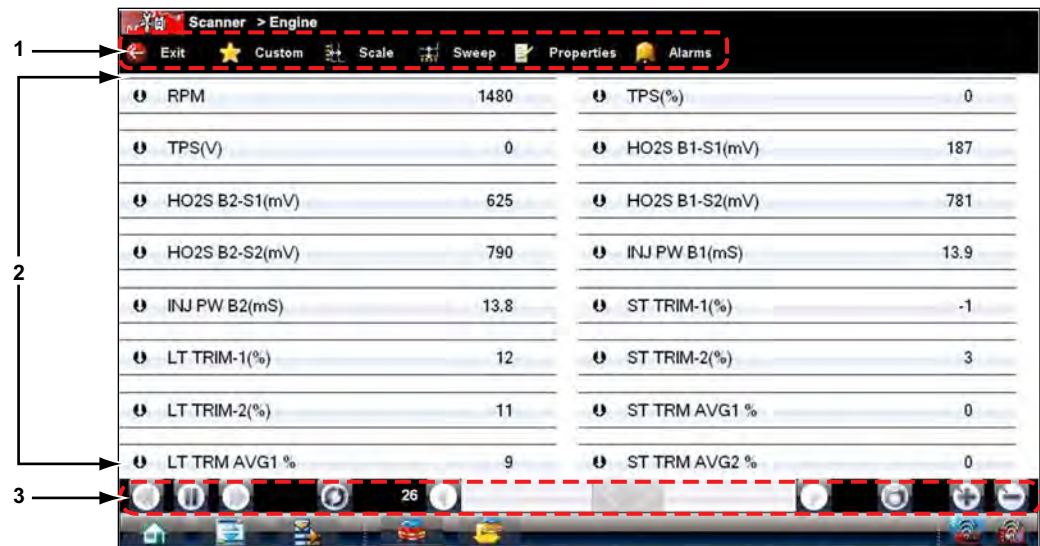 Scanner > Engine
1
Exit Custom Scale Sweep Properties Alarms
RPM 1480 TPS(%) 0
TPS(V) 0 HO2S B1-S1(mV) 187
HO2S B2-S1(mV) 625 HO2S B1-S2(mV) 781
HO2S B2-S2(mV) 790 INJ PW B1(mS) 13.9
2
INJ PW B2(mS) 13.8 ST TRIM-1(%) -1
LT TRIM-1(%) 12 ST TRIM-2(%) 3
LT TRIM-2(%) 11 ST TRM AVG1 % 0
LT TRM AVG1 % 9 ST TRM AVG2 % 0
3
26